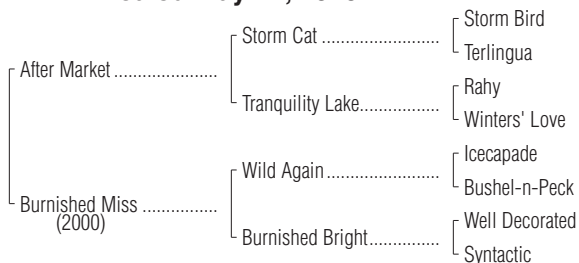 Storm Bird
Storm Cat ........................
Terlingua
After Market .....................
Rahy
Tranquility Lake................
Winters' Love
Icecapade
Wild Again .......................
Bushel-n-Peck
Burnished Miss ...............
(2000)
Well Decorated
Burnished Bright..............
Syntactic